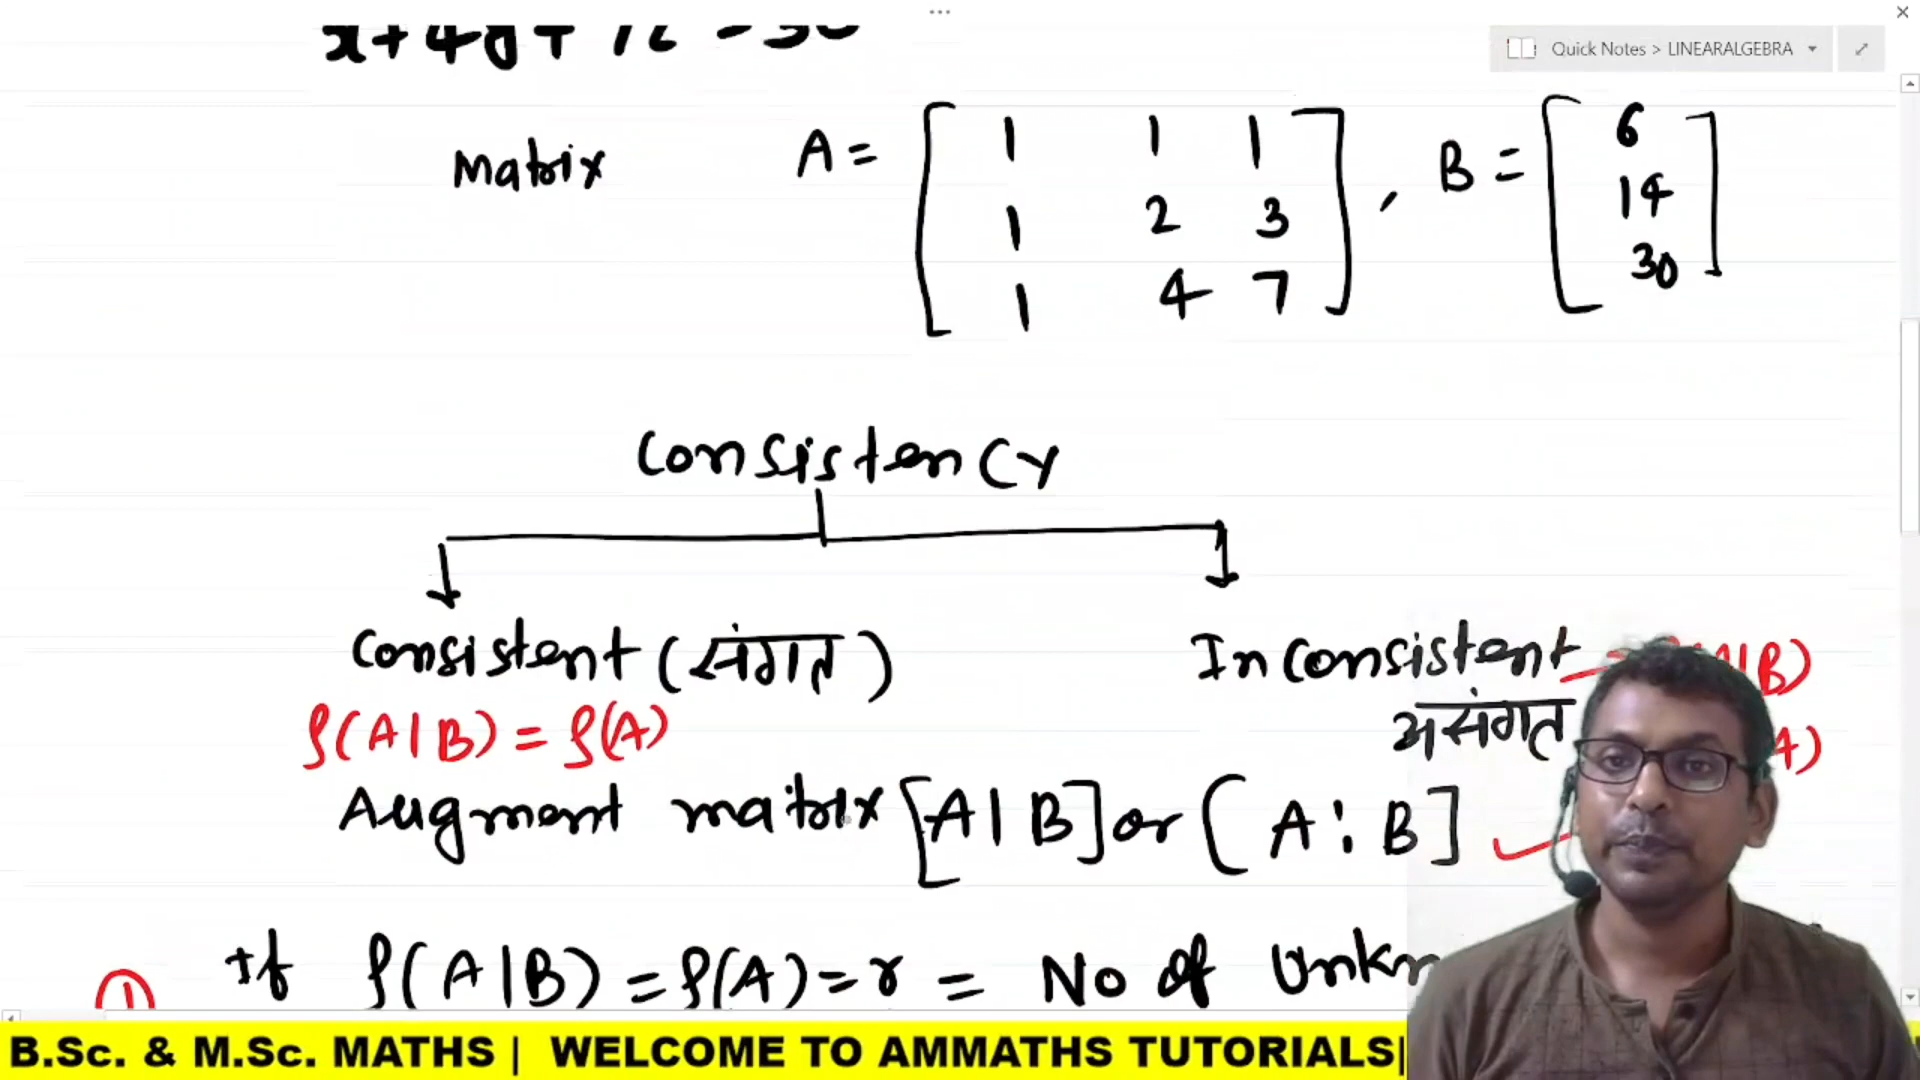 Quick Notes > LINEARALGEBRA
Matrix A = [ 1 1 1 , B = [ 6
1 2 3 14
1 4 7 ] 30 ]
Consistency
Consistent (संगत) Inconsistent
ρ(A|B) = ρ(A) असंगत
Augment matrix [A|B] or [A:B]
① If ρ(A|B) = ρ(A) = r = No of
B.Sc. & M.Sc. MATHS | WELCOME TO AMMATHS TUTORIALS|